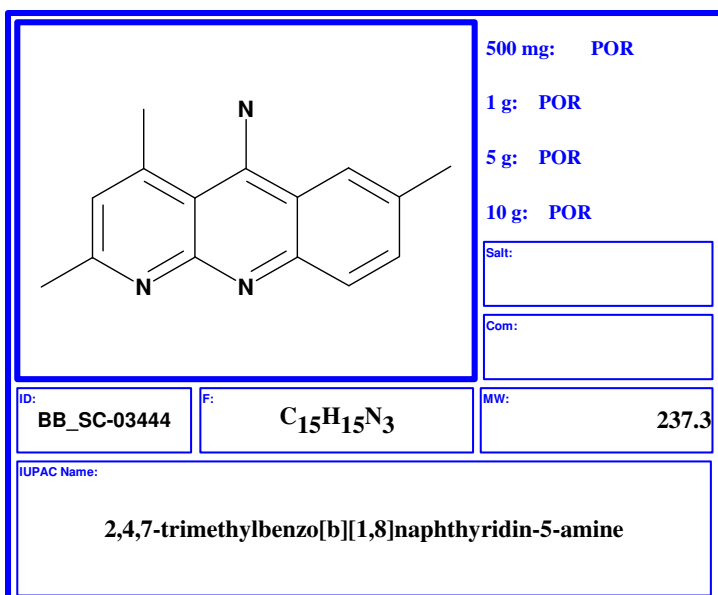 500 mg: POR
1 g: POR
5 g: POR
10 g: POR
N
N
N
Salt:
Com:
ID:
BB_SC-03444
F:
C15H15N3
MW:
237.3
IUPAC Name:
2,4,7-trimethylbenzo[b][1,8]naphthyridin-5-amine